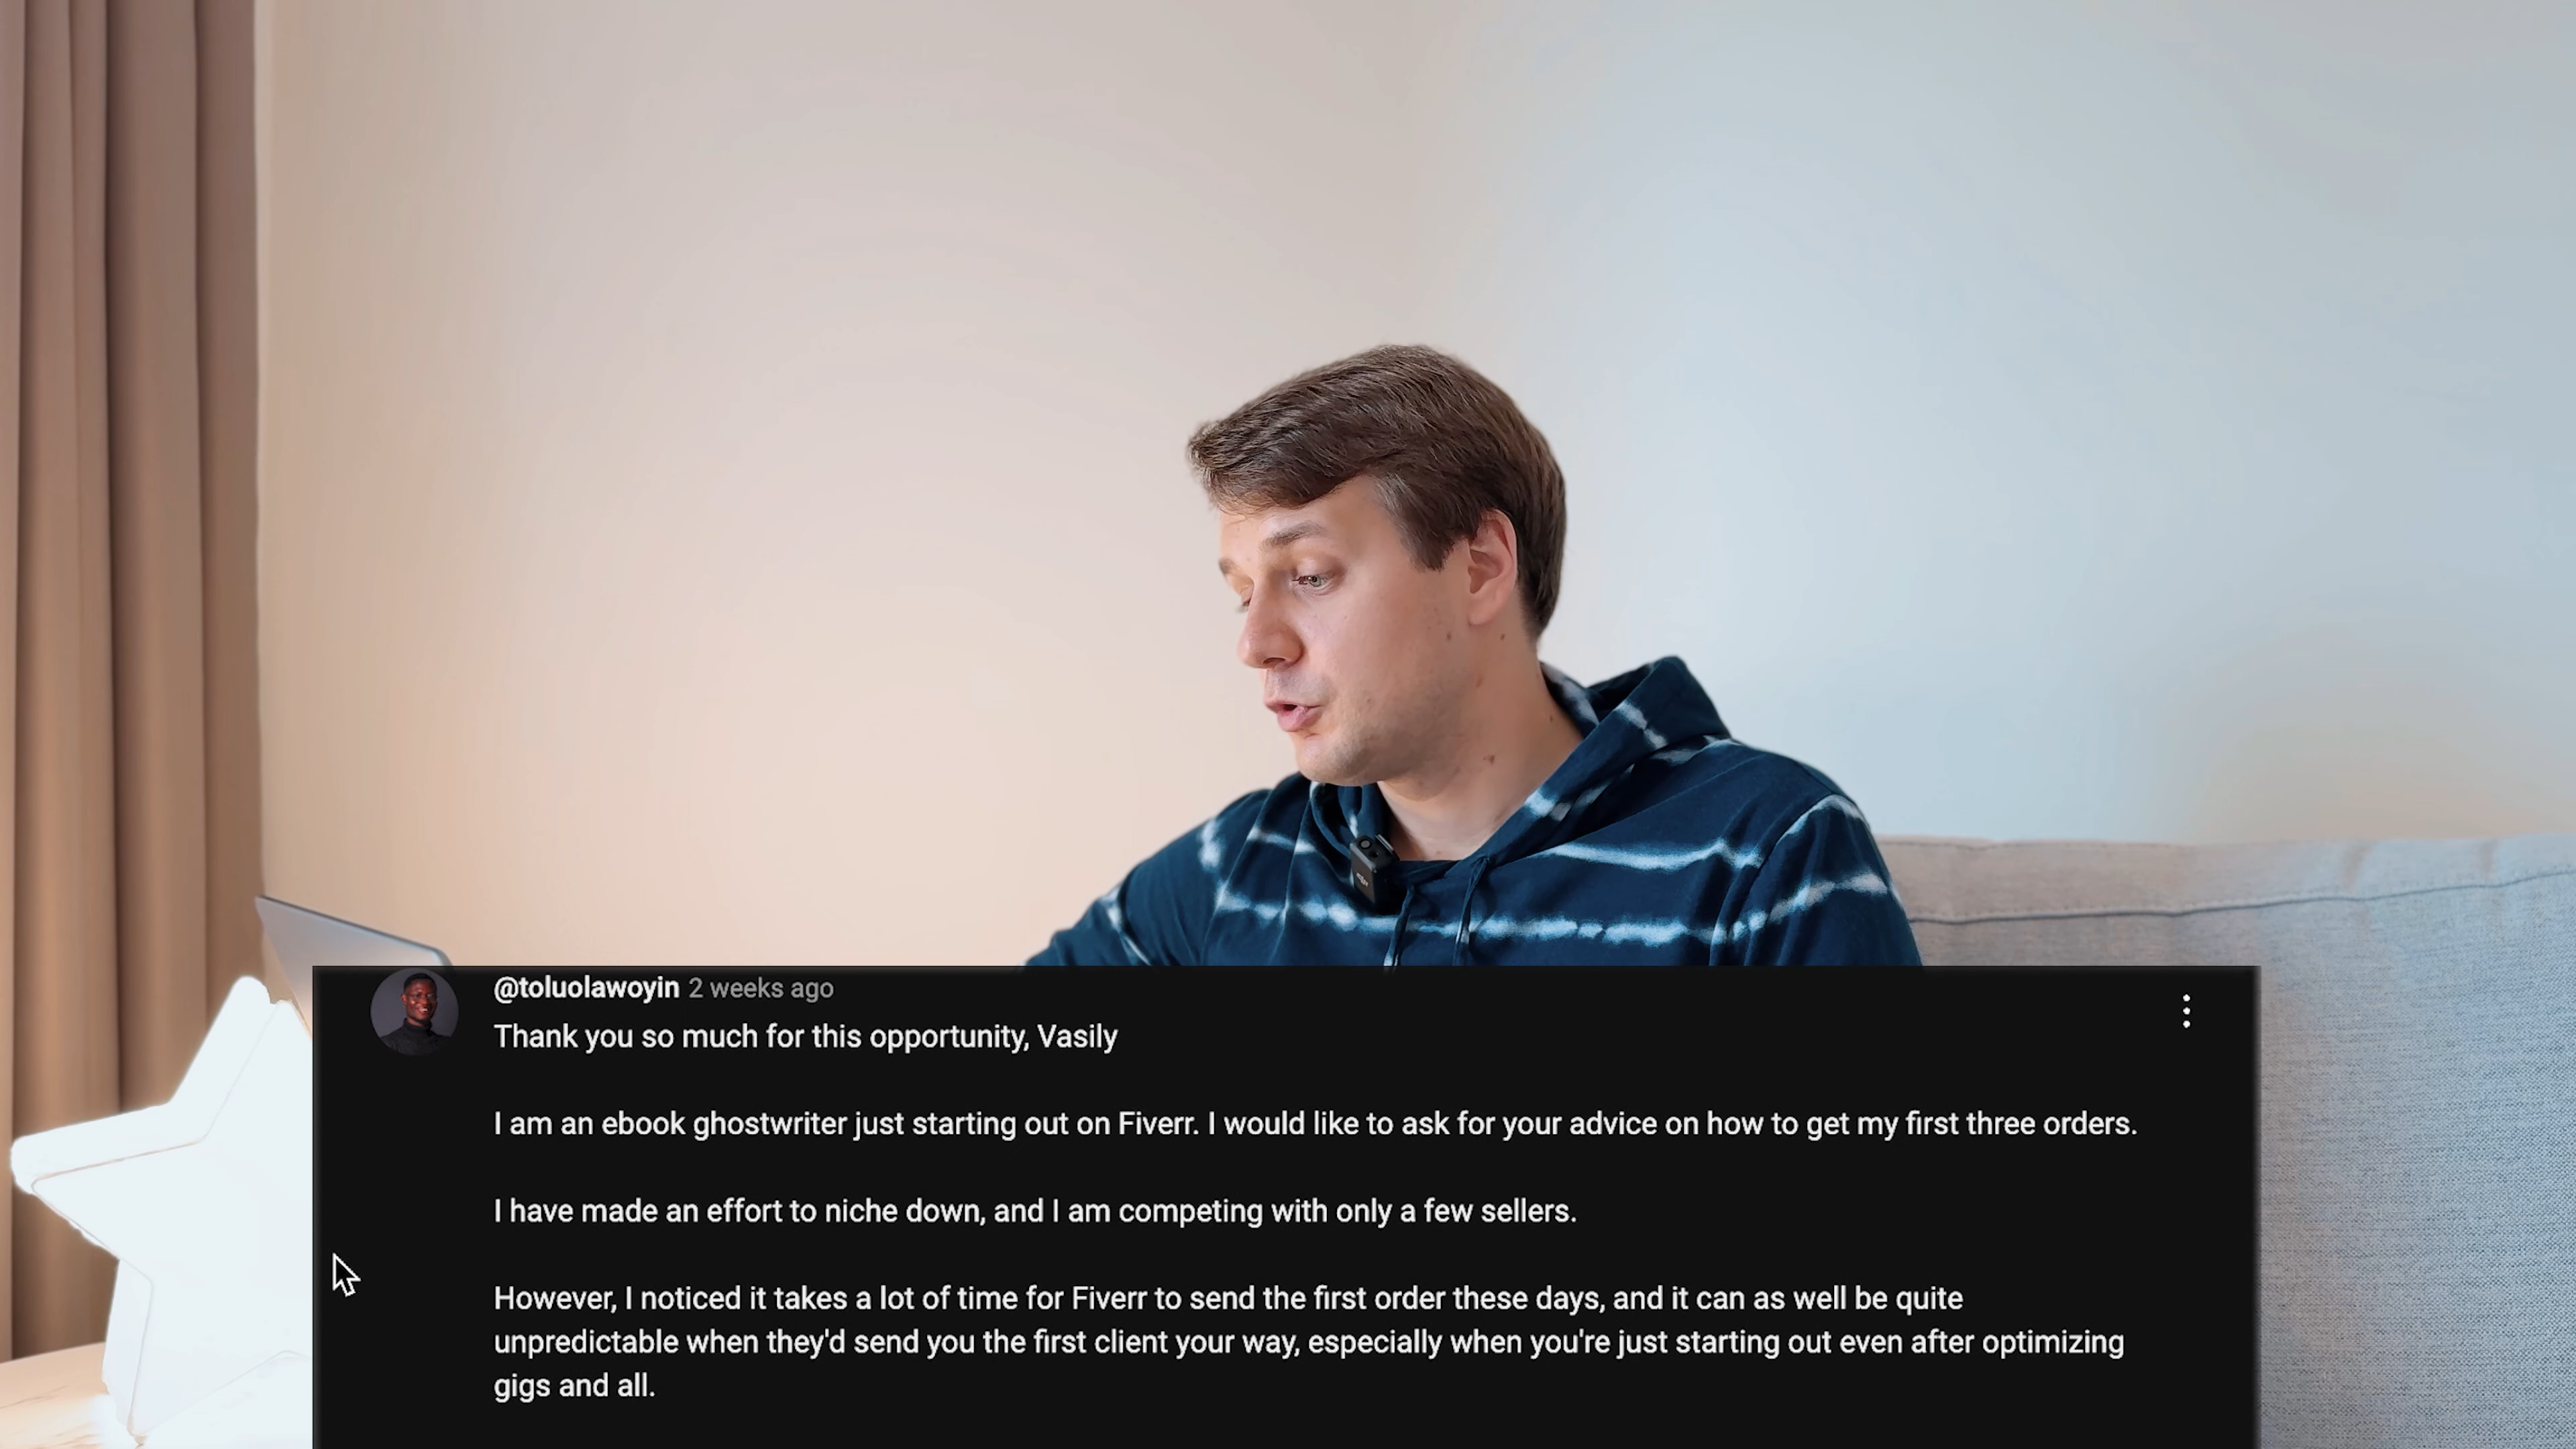 @toluolawoyin 2 weeks ago
Thank you so much for this opportunity, Vasily
I am an ebook ghostwriter just starting out on Fiverr. I would like to ask for your advice on how to get my first three orders.
I have made an effort to niche down, and I am competing with only a few sellers.
However, I noticed it takes a lot of time for Fiverr to send the first order these days, and it can as well be quite
unpredictable when they'd send you the first client your way, especially when you're just starting out even after optimizing
gigs and all.